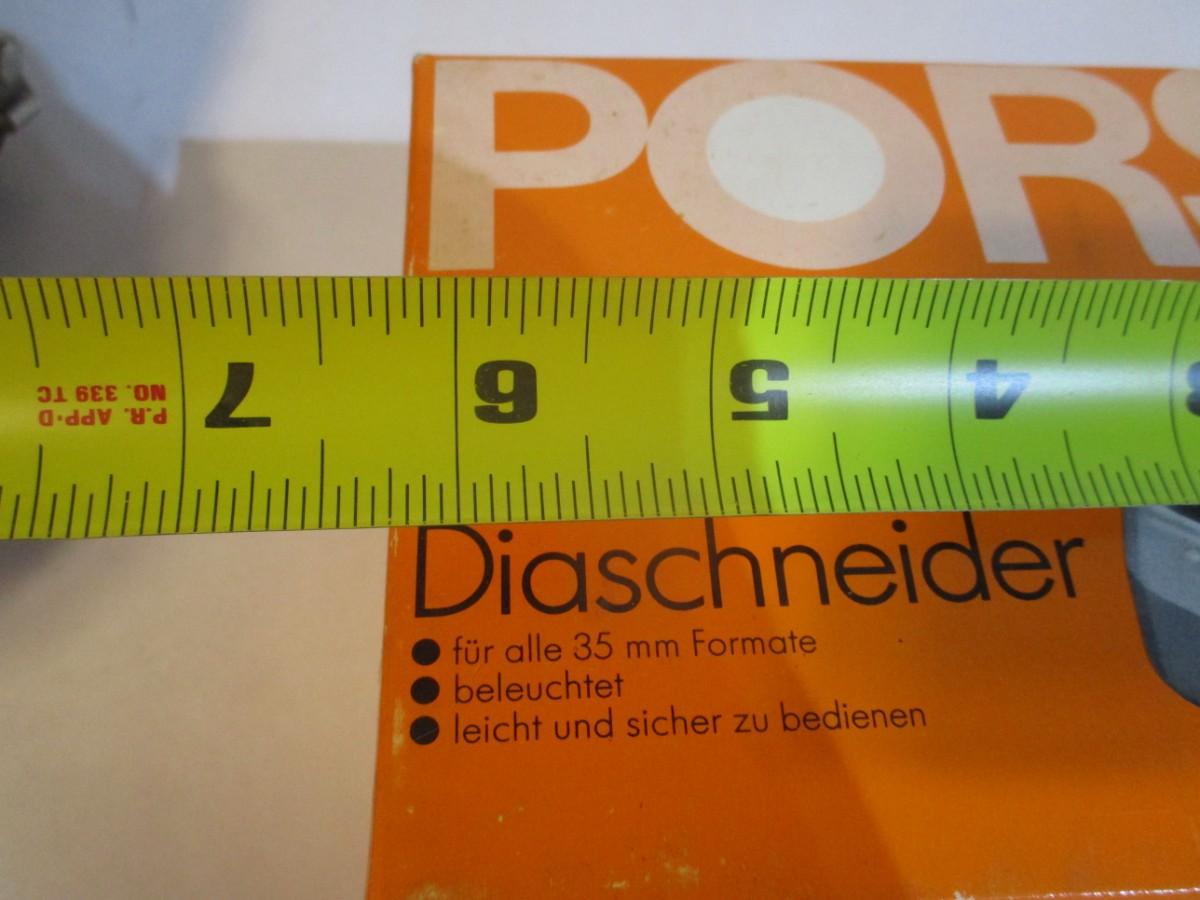 PORS
7 6 5 4 3
P.R. APP'D
NO. 339 TC
Diaschneider
● für alle 35 mm Formate
● beleuchtet
● leicht und sicher zu bedienen